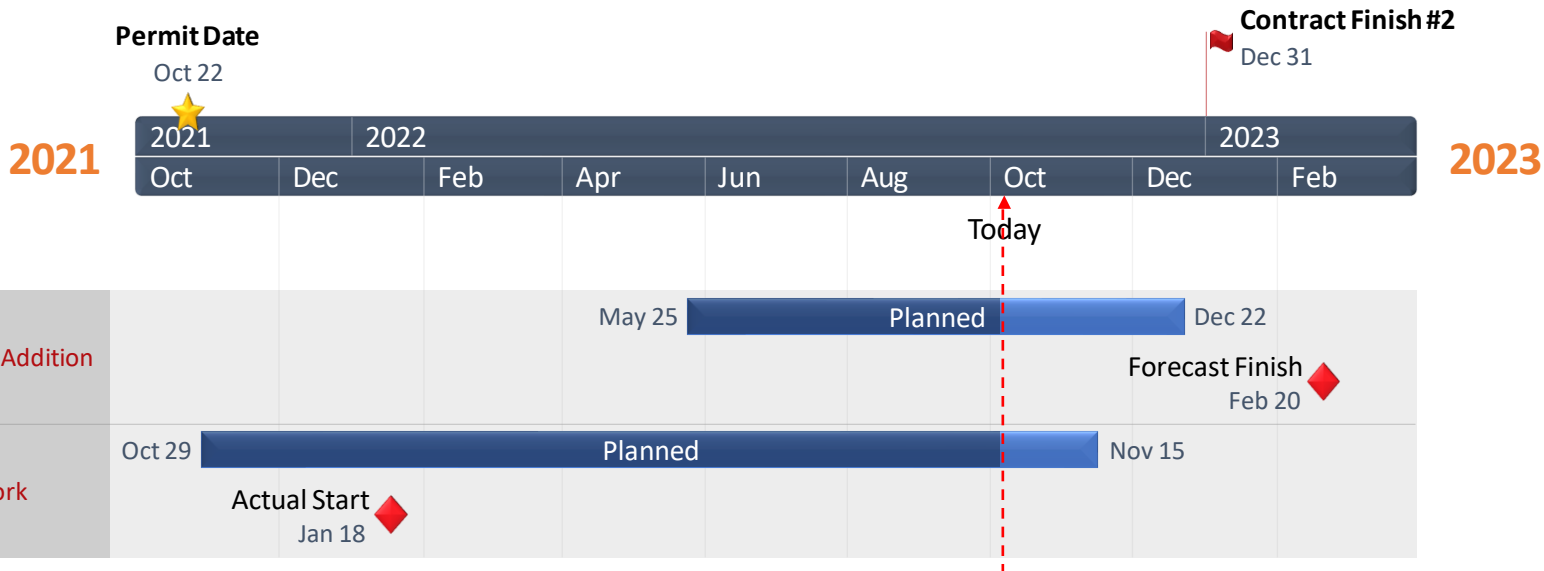 Contract Finish #2
Permit Date
Dec 31
Oct 22
2021
2021 2022 2023
Oct Dec Feb Apr Jun Aug Oct Dec Feb
2023
Today
May 25 Planned Dec 22
Addition
Forecast Finish
Feb 20
Oct 29 Planned Nov 15
Actual Start
Jan 18